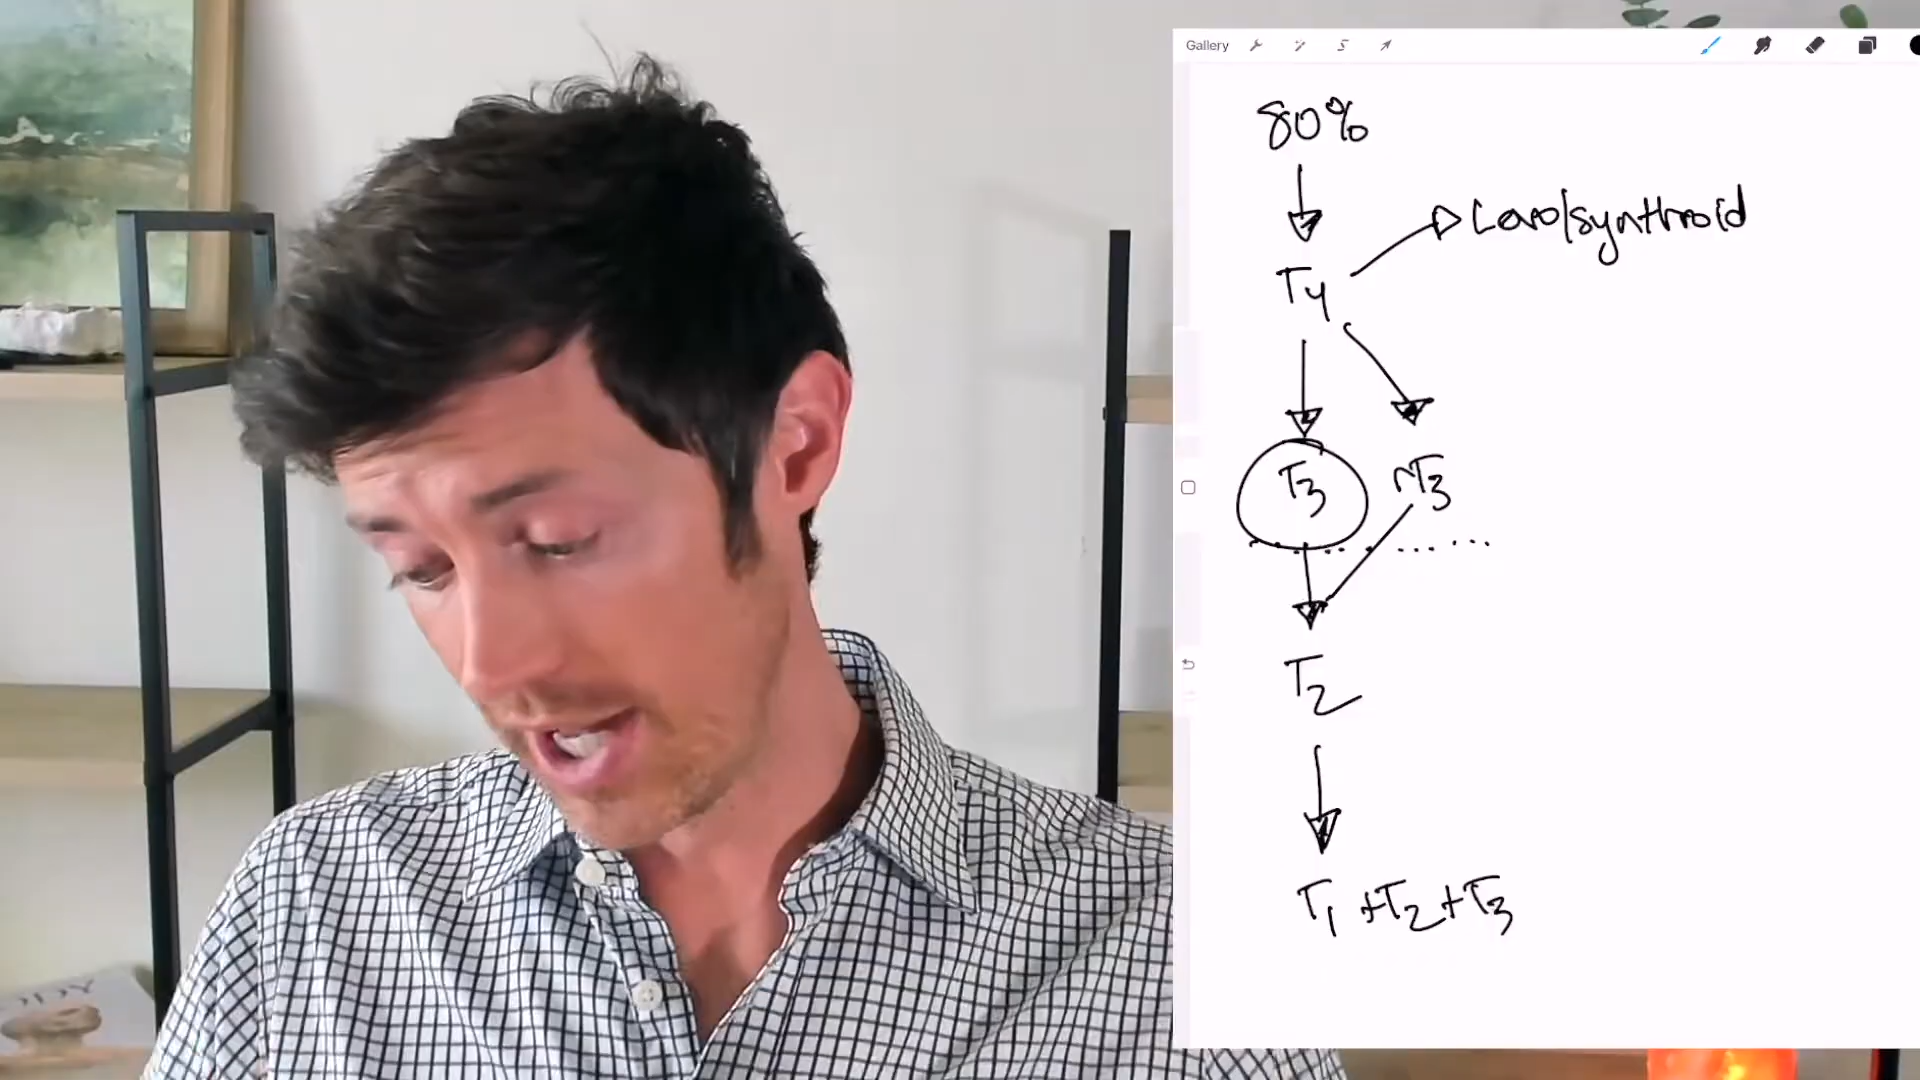 Gallery
80%
T4
Levo/synthroid
T3
rT3
T2
T1+T2+T3